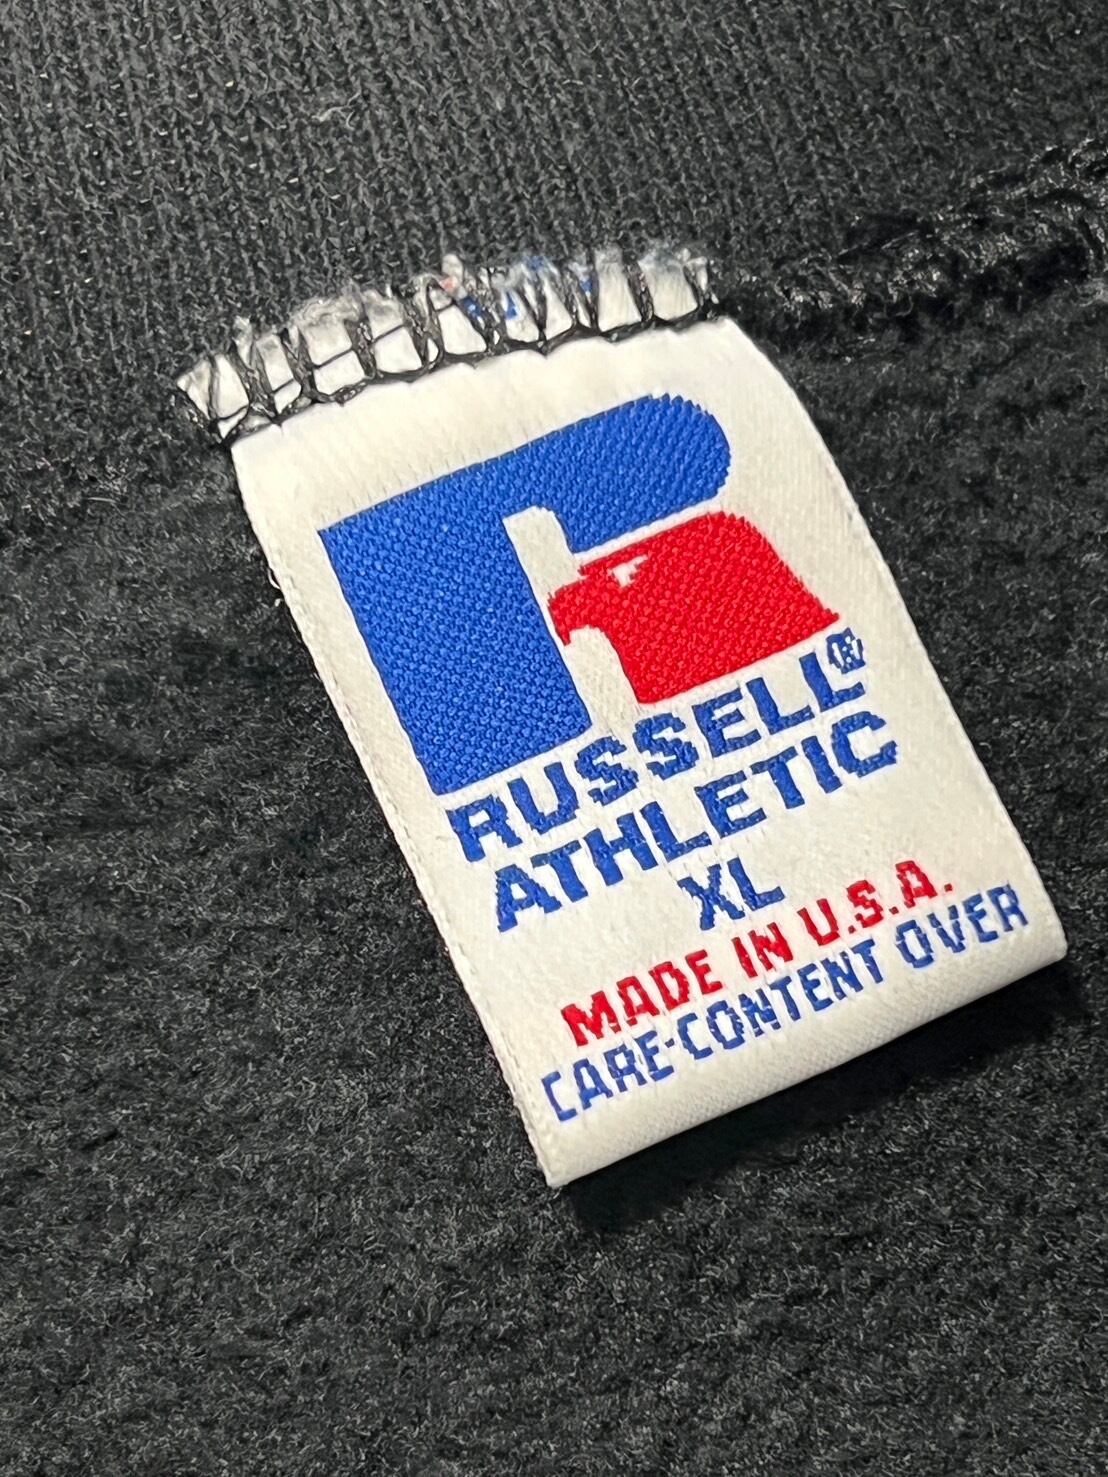 RUSSELL®
ATHLETIC
XL
MADE IN U.S.A.
CARE-CONTENT OVER